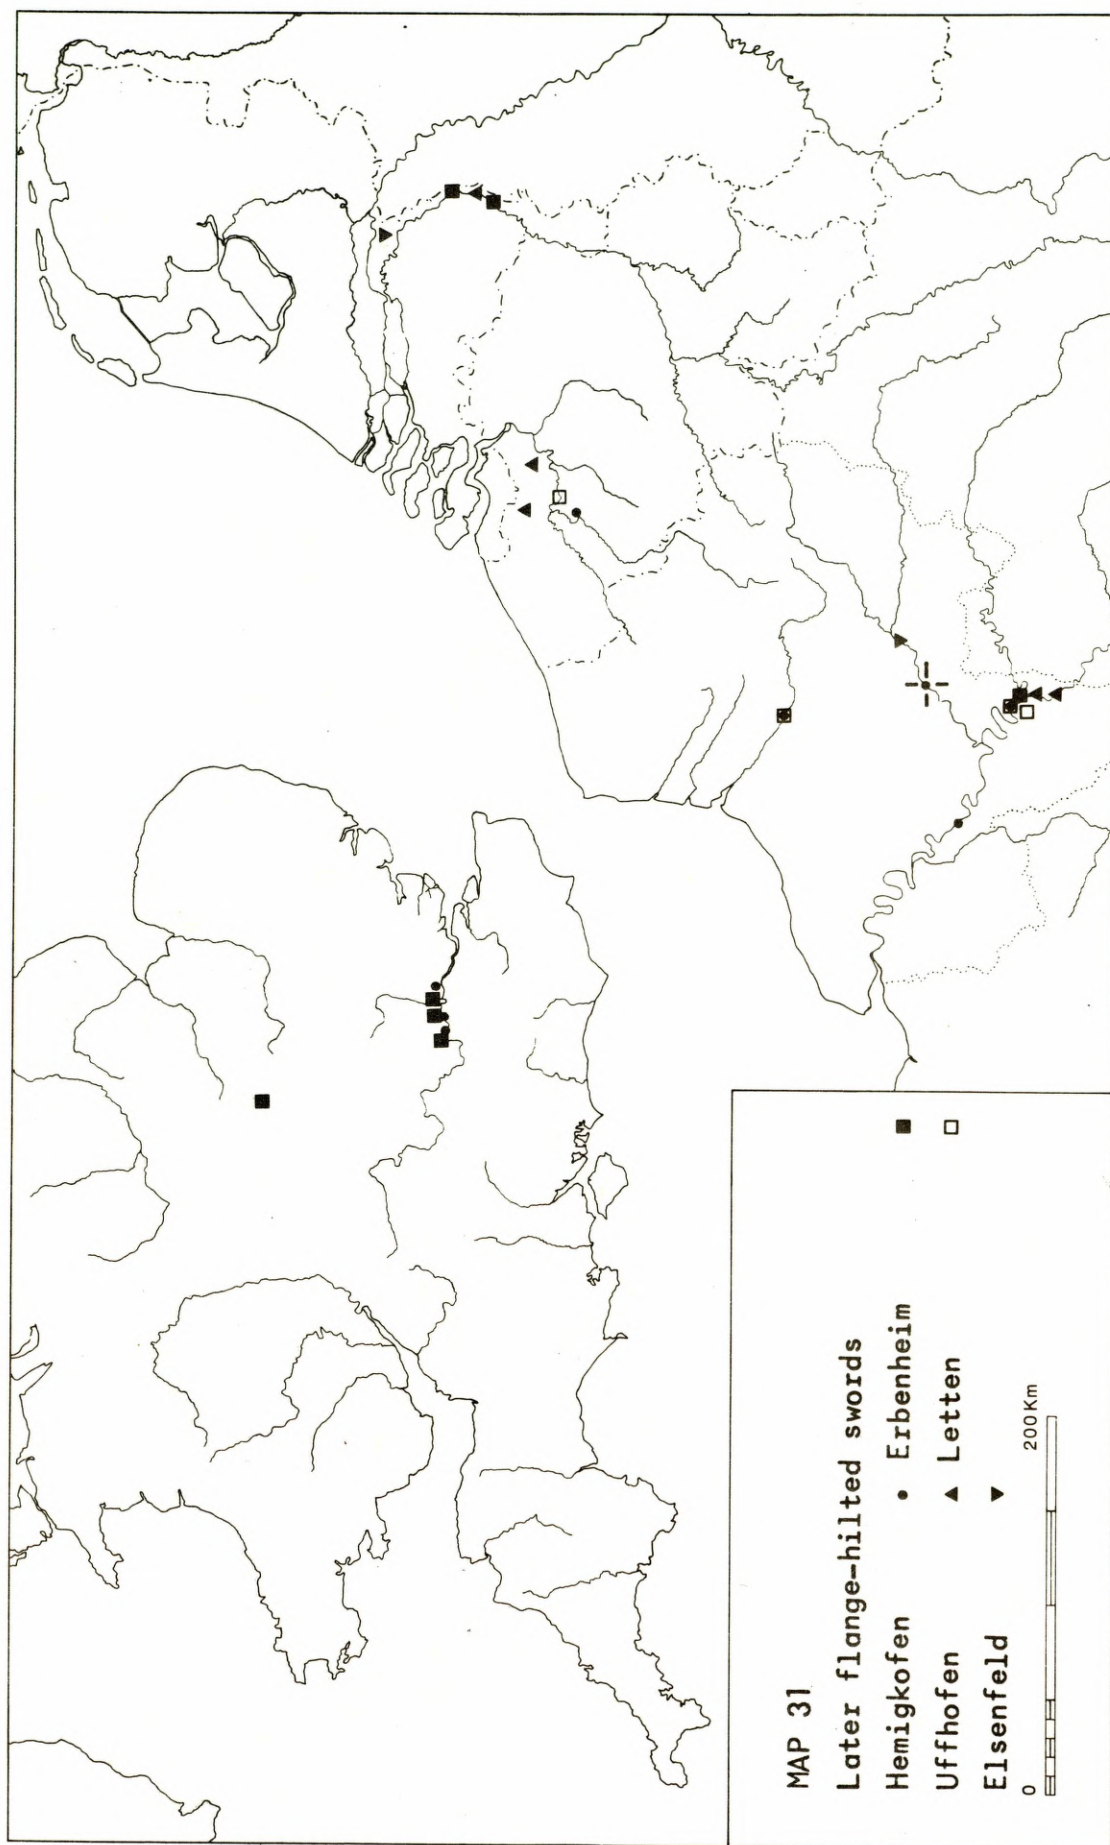 MAP 31
Later flange-hilted swords
Hemigkofen • Erbenheim ■
Uffhofen ▲ Letten □
Elsenfeld ▼
0 200Km